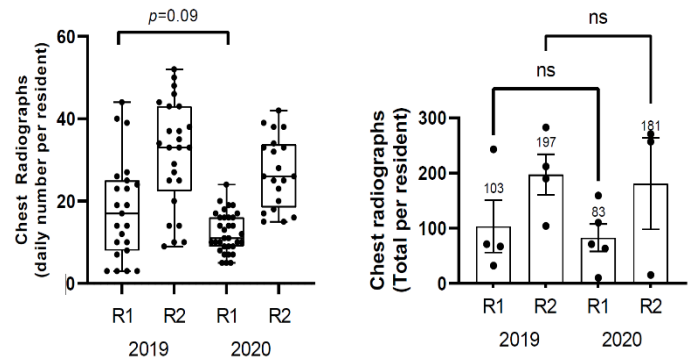 p=0.09
Chest Radiographs
(daily number per resident)
60
40
20
0
R1 R2 R1 R2
2019 2020
ns
ns
Chest radiographs
(Total per resident)
300
200
100
0
103
197
83
181
R1 R2 R1 R2
2019 2020